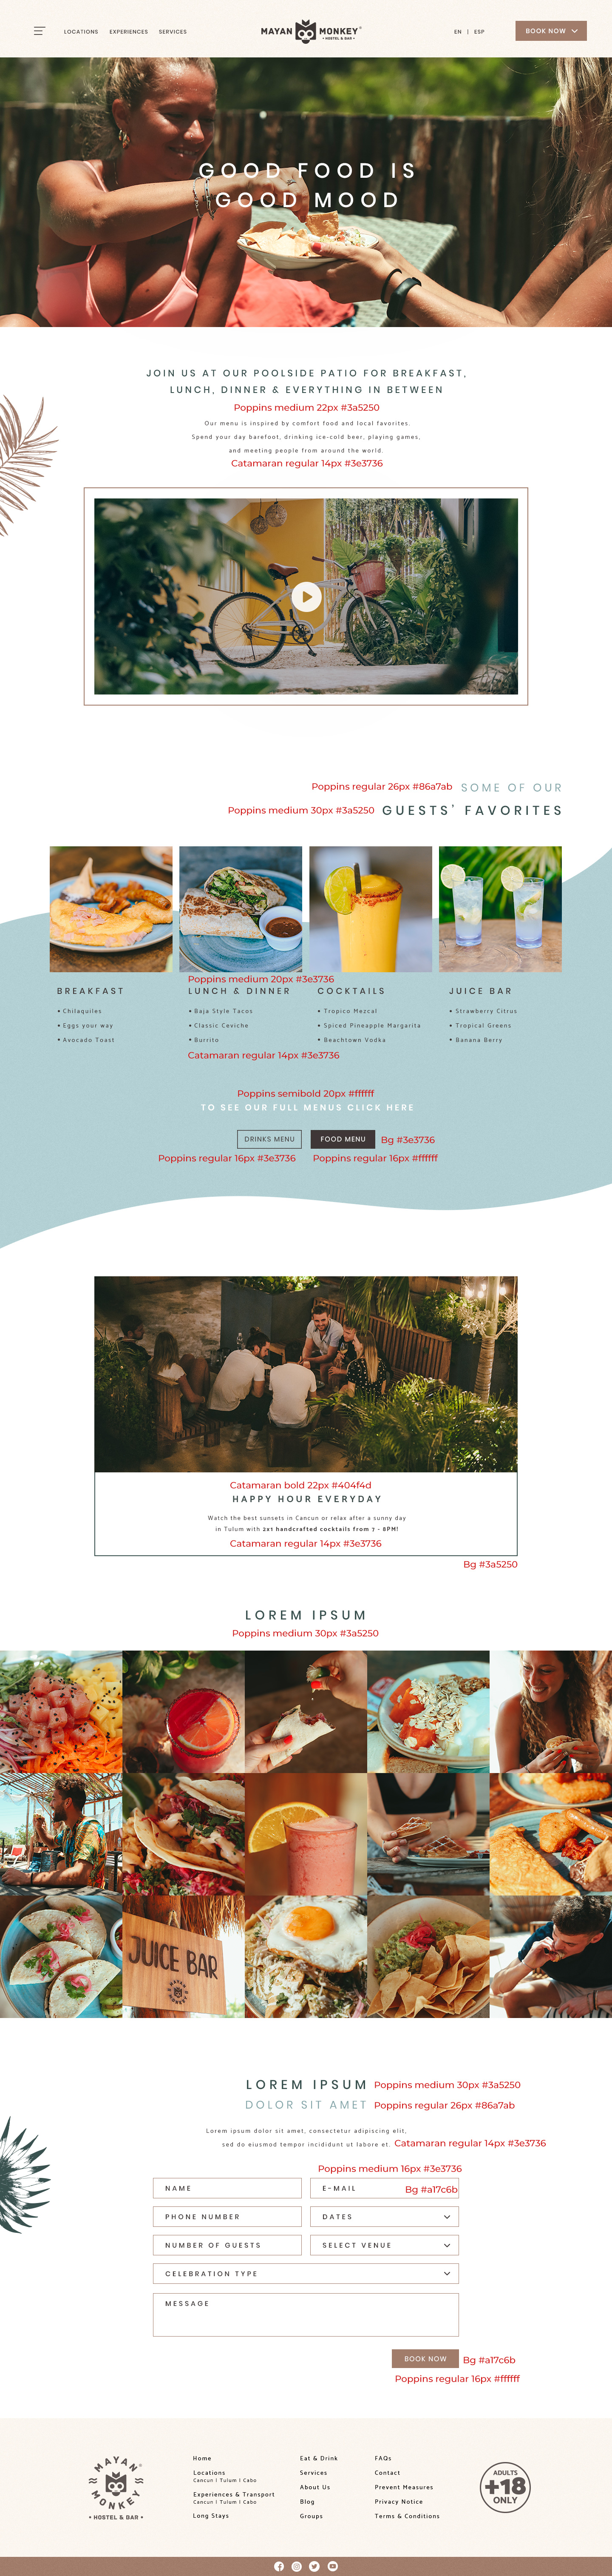 LOCATIONS EXPERIENCES SERVICES
MAYAN MONKEY
• HOSTEL & BAR •
EN | ESP
BOOK NOW
GOOD FOOD IS
GOOD MOOD
JOIN US AT OUR POOLSIDE PATIO FOR BREAKFAST,
LUNCH, DINNER & EVERYTHING IN BETWEEN
Poppins medium 22px #3a5250
Our menu is inspired by comfort food and local favorites.
Spend your day barefoot, drinking ice-cold beer, playing games,
and meeting people from around the world.
Catamaran regular 14px #3e3736
Poppins regular 26px #86a7ab SOME OF OUR
Poppins medium 30px #3a5250 GUESTS' FAVORITES
Poppins medium 20px #3e3736
BREAKFAST
• Chilaquiles
• Eggs your way
• Avocado Toast
LUNCH & DINNER
• Baja Style Tacos
• Classic Ceviche
• Burrito
Catamaran regular 14px #3e3736
COCKTAILS
• Tropico Mezcal
• Spiced Pineapple Margarita
• Beachtown Vodka
JUICE BAR
• Strawberry Citrus
• Tropical Greens
• Banana Berry
Poppins semibold 20px #ffffff
TO SEE OUR FULL MENUS CLICK HERE
DRINKS MENU FOOD MENU Bg #3e3736
Poppins regular 16px #3e3736 Poppins regular 16px #ffffff
Catamaran bold 22px #404f4d
HAPPY HOUR EVERYDAY
Watch the best sunsets in Cancun or relax after a sunny day
in Tulum with 2x1 handcrafted cocktails from 7 - 8PM!
Catamaran regular 14px #3e3736
Bg #3a5250
LOREM IPSUM
Poppins medium 30px #3a5250
JUICE BAR
LOREM IPSUM Poppins medium 30px #3a5250
DOLOR SIT AMET Poppins regular 26px #86a7ab
Lorem ipsum dolor sit amet, consectetur adipiscing elit,
sed do eiusmod tempor incididunt ut labore et. Catamaran regular 14px #3e3736
Poppins medium 16px #3e3736
NAME E-MAIL Bg #a17c6b
PHONE NUMBER DATES
NUMBER OF GUESTS SELECT VENUE
CELEBRATION TYPE
MESSAGE
BOOK NOW Bg #a17c6b
Poppins regular 16px #ffffff
MAYAN
MONKEY
• HOSTEL & BAR •
Home
Locations
Cancun | Tulum | Cabo
Experiences & Transport
Cancun | Tulum | Cabo
Long Stays
Eat & Drink
Services
About Us
Blog
Groups
FAQs
Contact
Prevent Measures
Privacy Notice
Terms & Conditions
ADULTS
+18
ONLY